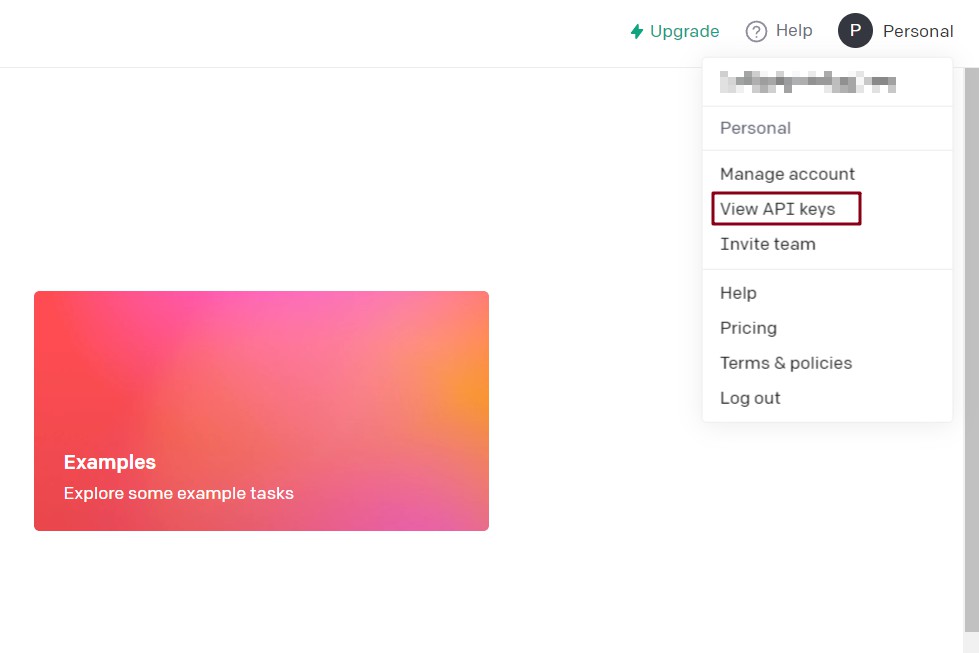 Upgrade
? Help
P Personal
Personal
Manage account
View API keys
Invite team
Help
Pricing
Terms & policies
Log out
Examples
Explore some example tasks